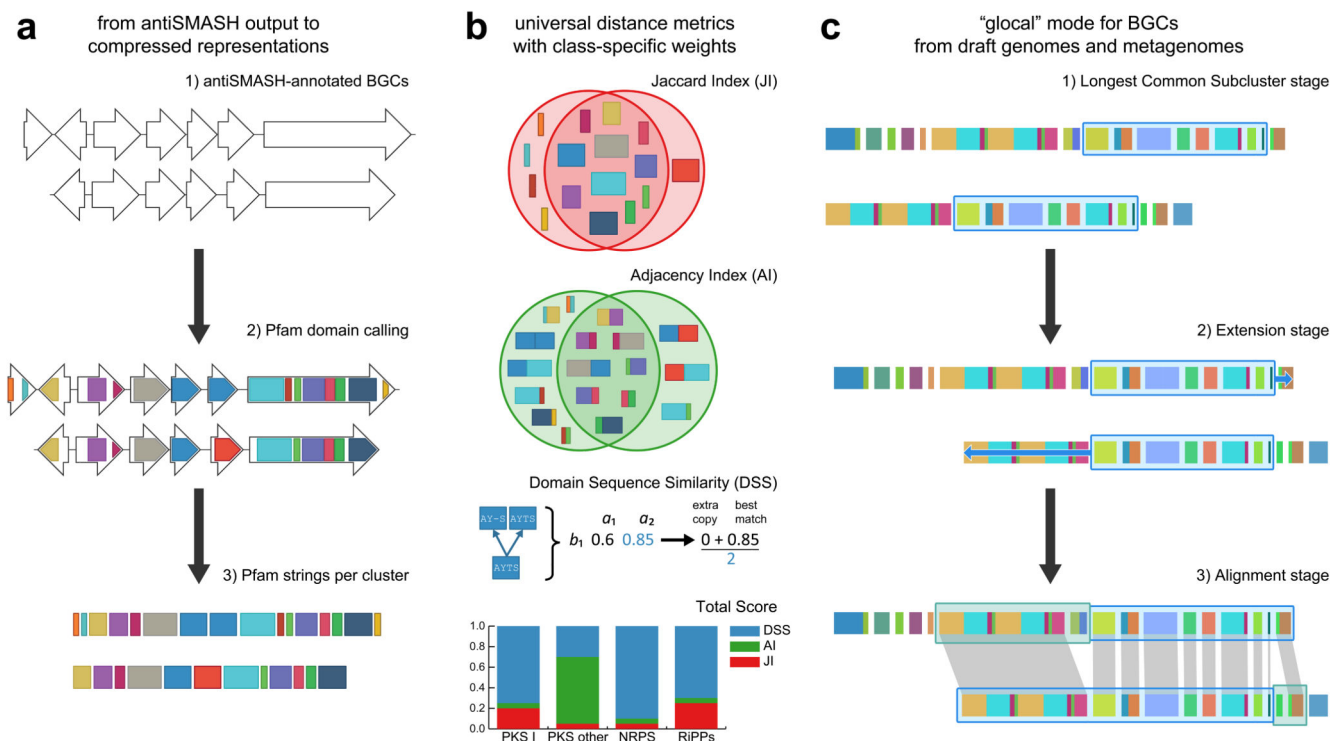 a
from antiSMASH output to
compressed representations
1) antiSMASH-annotated BGCs
2) Pfam domain calling
3) Pfam strings per cluster
b
universal distance metrics
with class-specific weights
Jaccard Index (JI)
Adjacency Index (AI)
Domain Sequence Similarity (DSS)
AY-S AYTS
AYTS
a₁ a₂
b₁ 0.6 0.85
extra best
copy match
0 + 0.85
2
Total Score
1.0
0.8
0.6
0.4
0.2
0.0
DSS
AI
JI
PKS I PKS other NRPS RiPPs
c
“glocal” mode for BGCs
from draft genomes and metagenomes
1) Longest Common Subcluster stage
2) Extension stage
3) Alignment stage